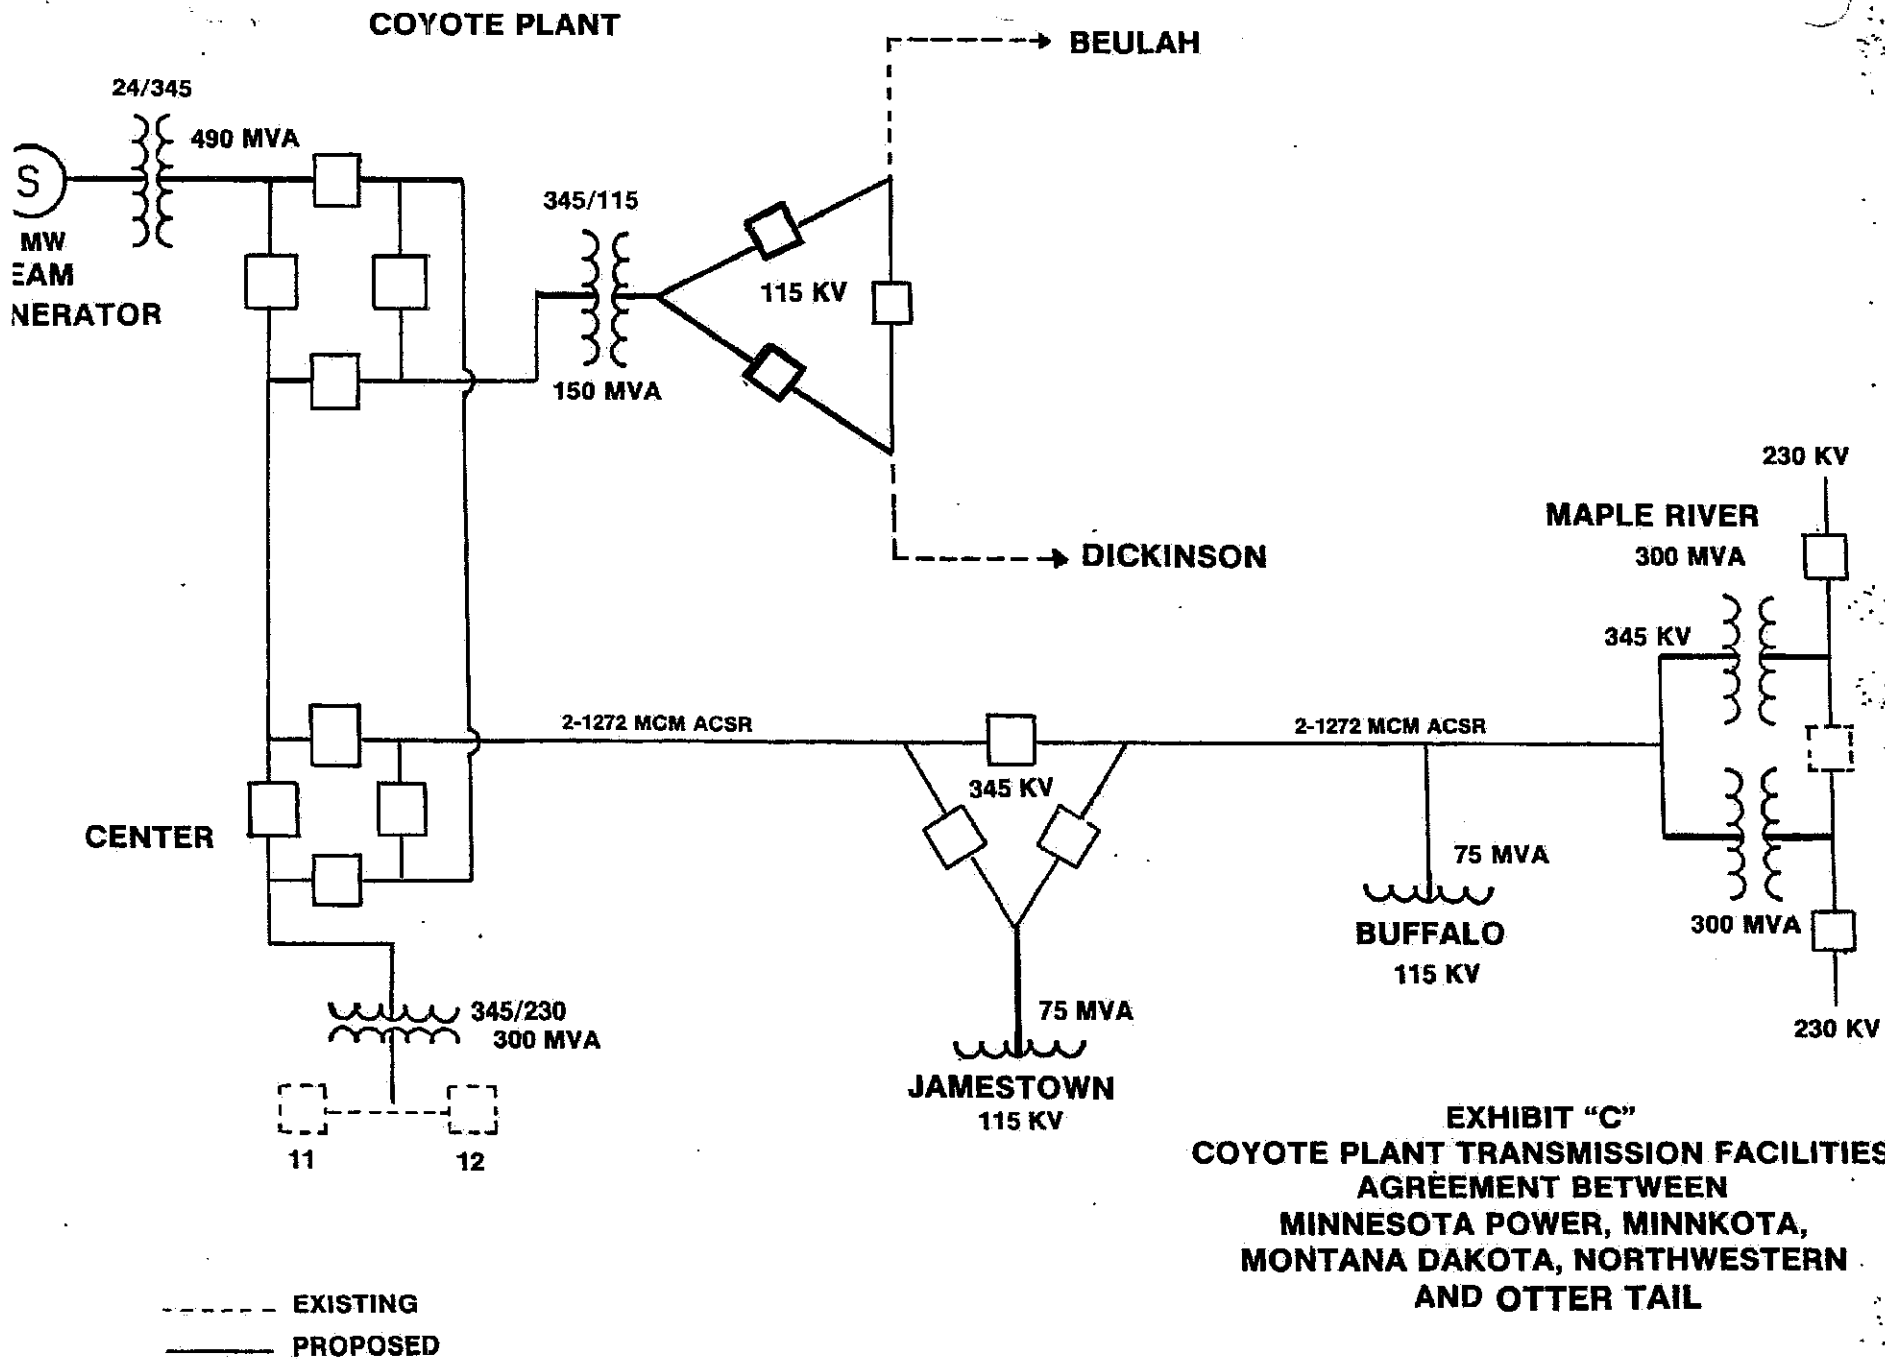 COYOTE PLANT
BEULAH
24/345
490 MVA
S
MW
EAM
NERATOR
345/115
115 KV
150 MVA
DICKINSON
230 KV
MAPLE RIVER
300 MVA
345 KV
2-1272 MCM ACSR
2-1272 MCM ACSR
345 KV
CENTER
75 MVA
BUFFALO
115 KV
300 MVA
230 KV
345/230
300 MVA
75 MVA
JAMESTOWN
115 KV
11
12
EXHIBIT “C”
COYOTE PLANT TRANSMISSION FACILITIES
AGREEMENT BETWEEN
MINNESOTA POWER, MINNKOTA,
MONTANA DAKOTA, NORTHWESTERN
AND OTTER TAIL
EXISTING
PROPOSED